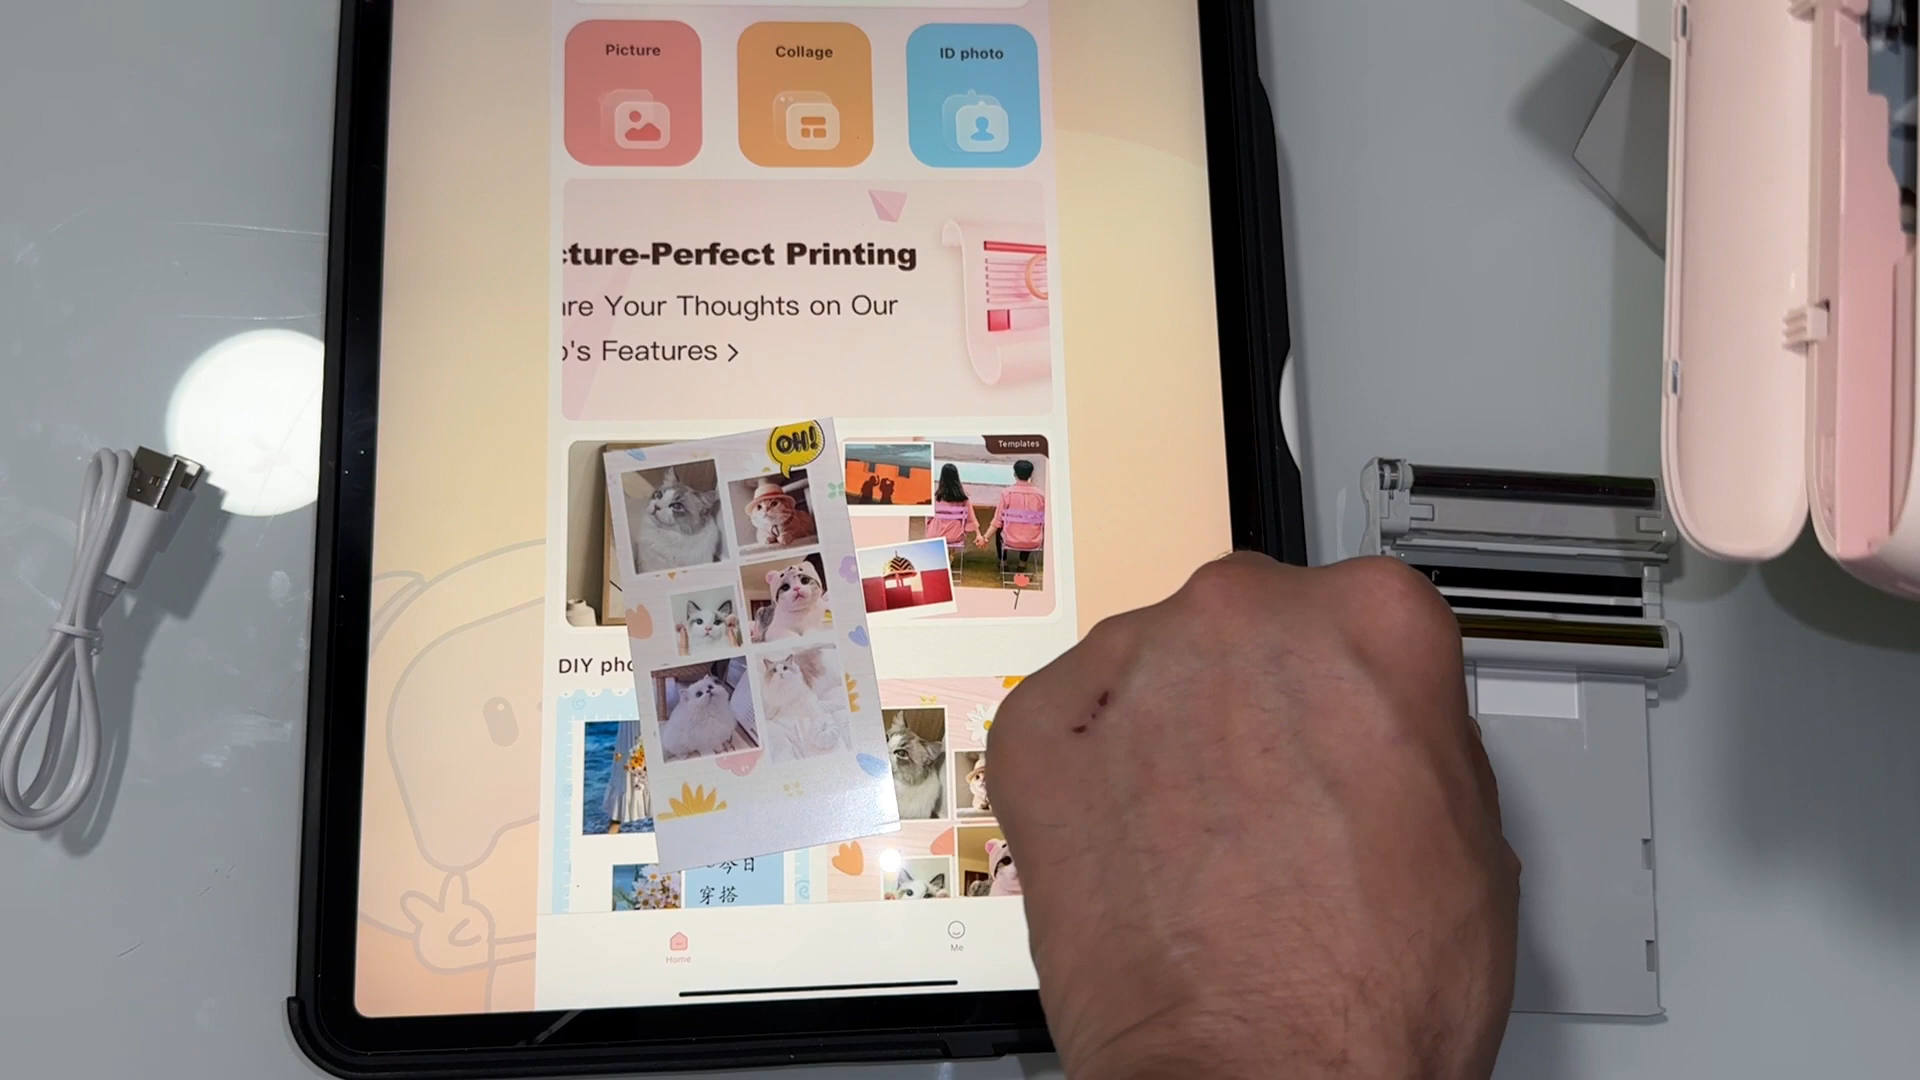 Picture
Collage
ID photo
cture-Perfect Printing
are Your Thoughts on Our
's Features >
OH!
Templates
DIY pho
今日
穿搭
Home
Me